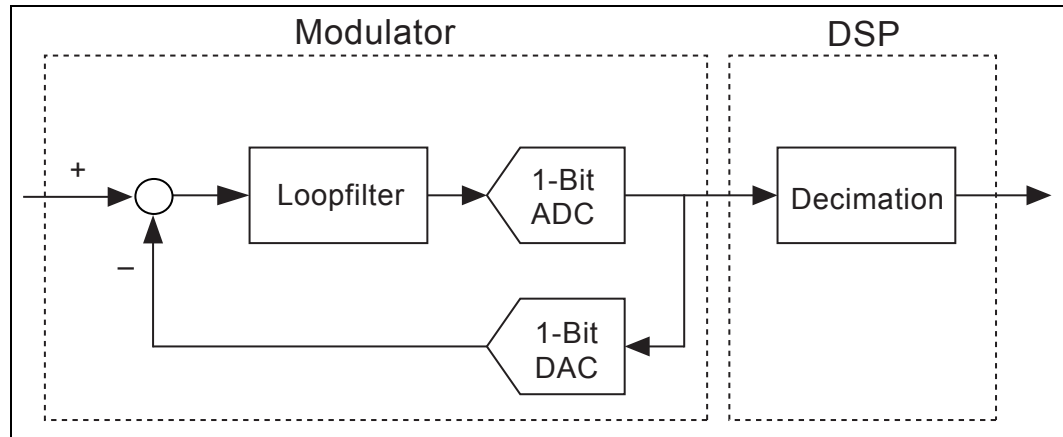 Modulator
DSP
+
Loopfilter
1-Bit
ADC
Decimation
–
1-Bit
DAC